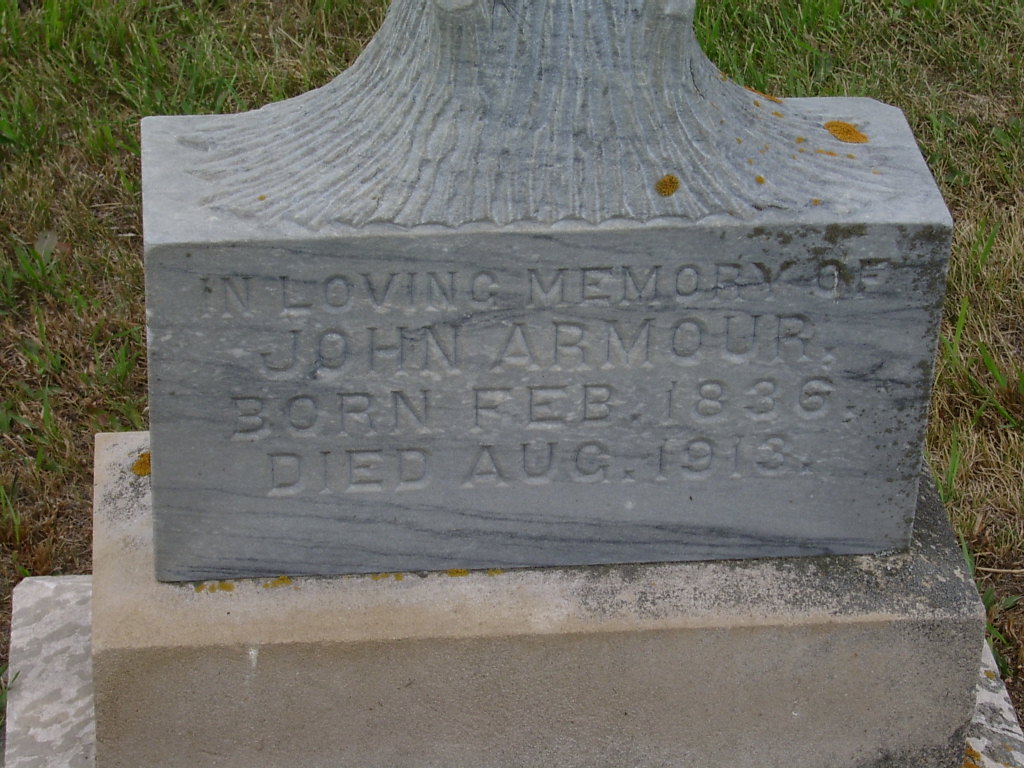 IN LOVING MEMORY OF
JOHN ARMOUR.
BORN FEB. 1836.
DIED AUG. 1913.